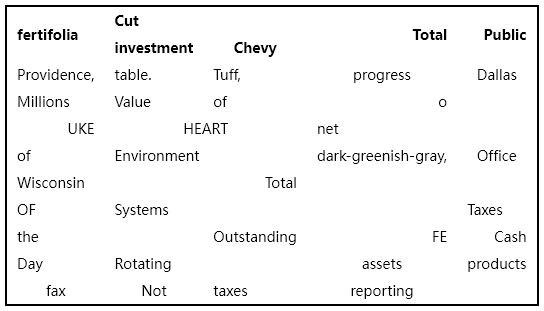 fertifolia Cut investment Chevy Total Public
Providence, table. Tuff, progress Dallas
Millions Value of o
UKE HEART net
of Environment dark-greenish-gray, Office
Wisconsin Total
OF Systems Taxes
the Outstanding FE Cash
Day Rotating assets products
fax Not taxes reporting